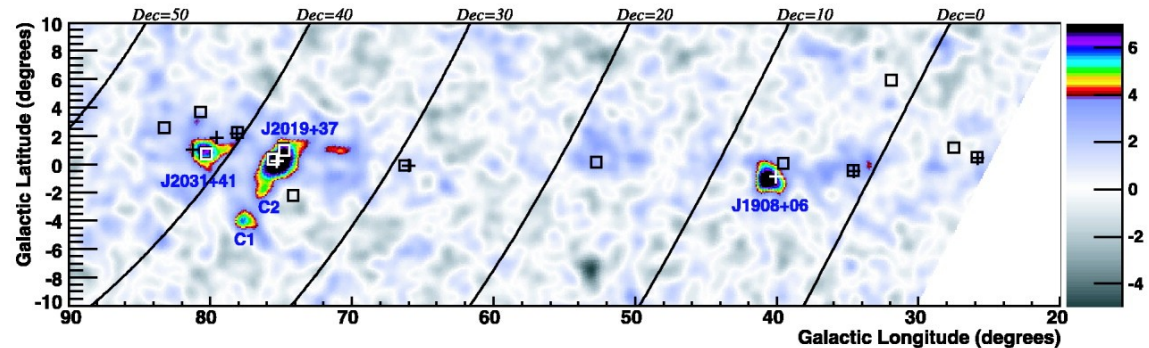 Dec=50 Dec=40 Dec=30 Dec=20 Dec=10 Dec=0
Galactic Latitude (degrees)
10
8
6
4
2
0
-2
-4
-6
-8
-10
J2019+37
J2031+41
C2
C1
J1908+06
90 80 70 60 50 40 30 20
Galactic Longitude (degrees)
6
4
2
0
-2
-4